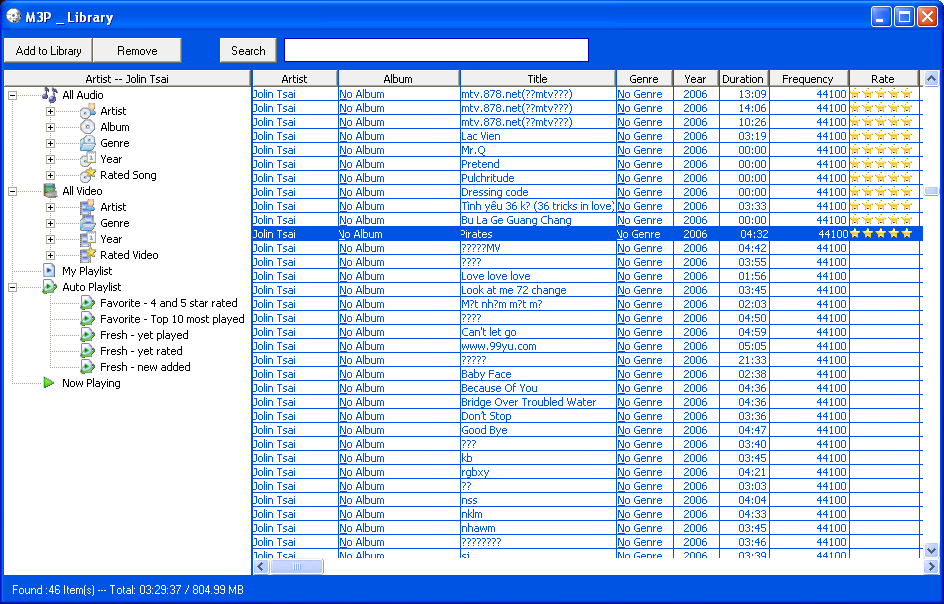 M3P _ Library
Add to Library Remove Search
Artist -- Jolin Tsai
All Audio
Artist
Album
Genre
Year
Rated Song
All Video
Artist
Genre
Year
Rated Video
My Playlist
Auto Playlist
Favorite - 4 and 5 star rated
Favorite - Top 10 most played
Fresh - yet played
Fresh - yet rated
Fresh - new added
Now Playing
Artist Album Title Genre Year Duration Frequency Rate
Jolin Tsai No Album mtv.878.net(??mtv???) No Genre 2006 13:09 44100
Jolin Tsai No Album mtv.878.net(??mtv???) No Genre 2006 14:06 44100
Jolin Tsai No Album mtv.878.net(??mtv???) No Genre 2006 10:26 44100
Jolin Tsai No Album Lac Vien No Genre 2006 03:19 44100
Jolin Tsai No Album Mr.Q No Genre 2006 00:00 44100
Jolin Tsai No Album Pretend No Genre 2006 00:00 44100
Jolin Tsai No Album Pulchritude No Genre 2006 00:00 44100
Jolin Tsai No Album Dressing code No Genre 2006 00:00 44100
Jolin Tsai No Album Tình yêu 36 k? (36 tricks in love) No Genre 2006 03:33 44100
Jolin Tsai No Album Bu La Ge Guang Chang No Genre 2006 00:00 44100
Jolin Tsai No Album Pirates No Genre 2006 04:32 44100
Jolin Tsai No Album ?????MV No Genre 2006 04:42 44100
Jolin Tsai No Album ???? No Genre 2006 03:55 44100
Jolin Tsai No Album Love love love No Genre 2006 01:56 44100
Jolin Tsai No Album Look at me 72 change No Genre 2006 03:45 44100
Jolin Tsai No Album M?t nh?m m?t m? No Genre 2006 02:03 44100
Jolin Tsai No Album ???? No Genre 2006 04:50 44100
Jolin Tsai No Album Can't let go No Genre 2006 04:59 44100
Jolin Tsai No Album www.99yu.com No Genre 2006 05:05 44100
Jolin Tsai No Album ????? No Genre 2006 21:33 44100
Jolin Tsai No Album Baby Face No Genre 2006 02:38 44100
Jolin Tsai No Album Because Of You No Genre 2006 04:36 44100
Jolin Tsai No Album Bridge Over Troubled Water No Genre 2006 04:36 44100
Jolin Tsai No Album Don't Stop No Genre 2006 03:36 44100
Jolin Tsai No Album Good Bye No Genre 2006 04:47 44100
Jolin Tsai No Album ??? No Genre 2006 03:40 44100
Jolin Tsai No Album kb No Genre 2006 03:45 44100
Jolin Tsai No Album rgbxy No Genre 2006 04:21 44100
Jolin Tsai No Album ?? No Genre 2006 03:03 44100
Jolin Tsai No Album nss No Genre 2006 04:04 44100
Jolin Tsai No Album nklm No Genre 2006 04:33 44100
Jolin Tsai No Album nhawm No Genre 2006 03:45 44100
Jolin Tsai No Album ???????? No Genre 2006 03:46 44100
Jolin Tsai No Album si No Genre 2006 03:39 44100
Found :46 Item(s) --- Total: 03:29:37 / 804.99 MB